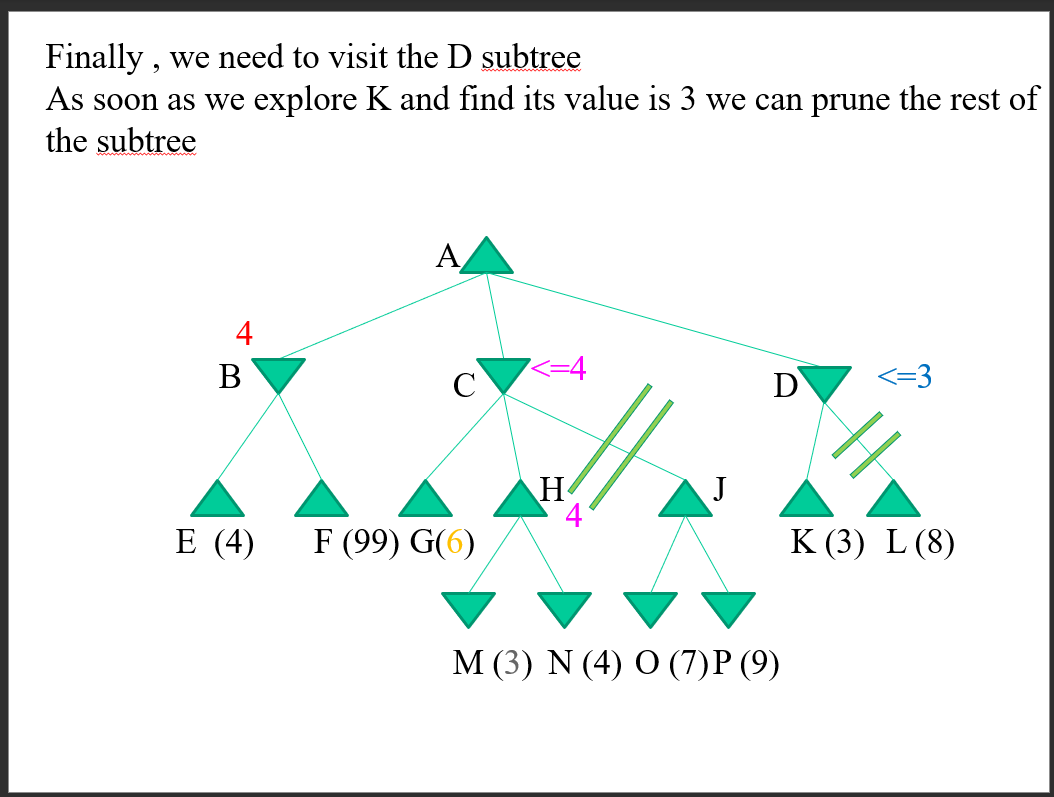 Finally , we need to visit the D subtree
As soon as we explore K and find its value is 3 we can prune the rest of
the subtree
A
4
B
C
<=4
D
<=3
H
4
J
E (4)
F (99)
G(6)
K (3)
L (8)
M (3)
N (4)
O (7)
P (9)